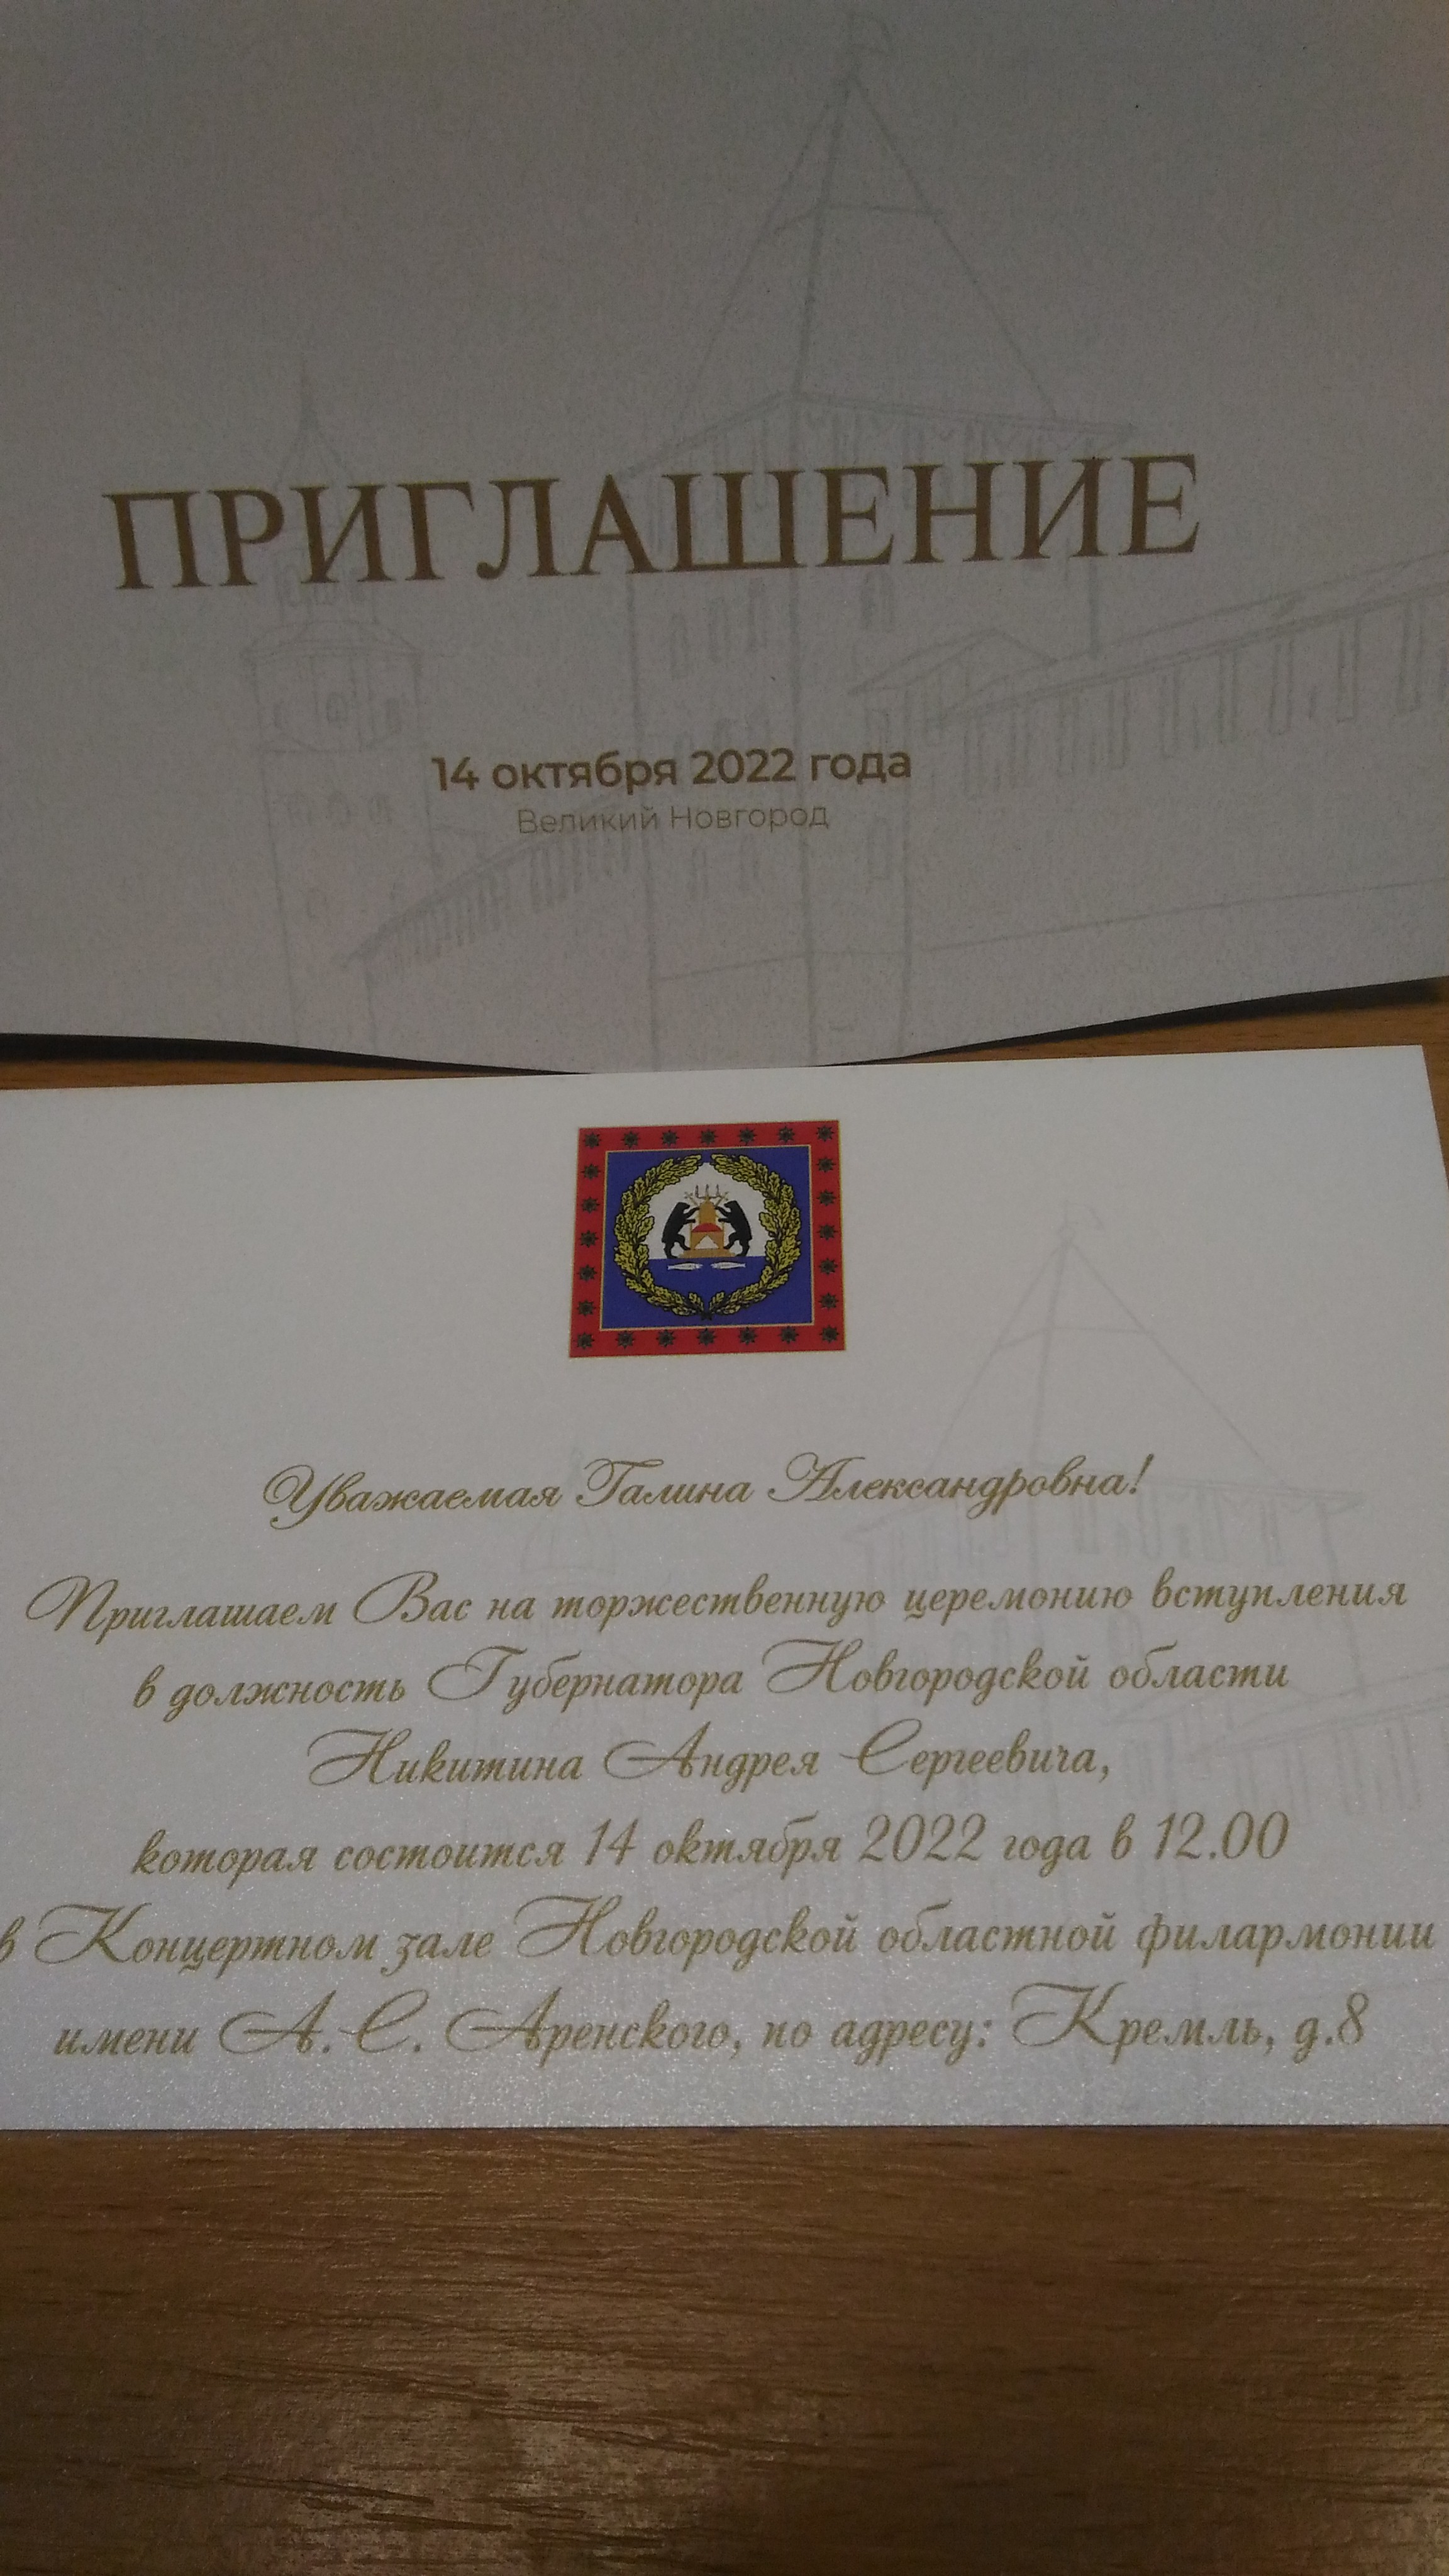 ПРИГЛАШЕНИЕ
14 октября 2022 года
Великий Новгород
Уважаемая Галина Александровна!
Приглашаем Вас на торжественную церемонию вступления
в должность Губернатора Новгородской области
Никитина Андрея Сергеевича,
которая состоится 14 октября 2022 года в 12.00
в Концертном зале Новгородской областной филармонии
имени А. С. Аренского, по адресу: Кремль, д.8